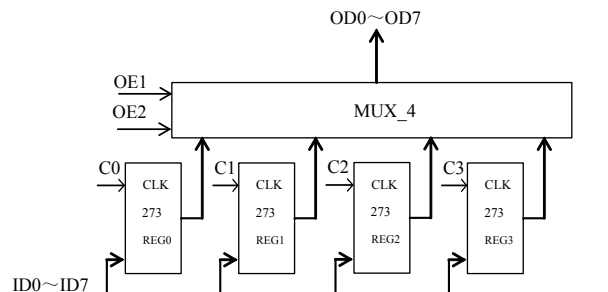 OD0～OD7
OE1
OE2
MUX_4
C0
C1
C2
C3
CLK
CLK
CLK
CLK
273
273
273
273
REG0
REG1
REG2
REG3
ID0～ID7